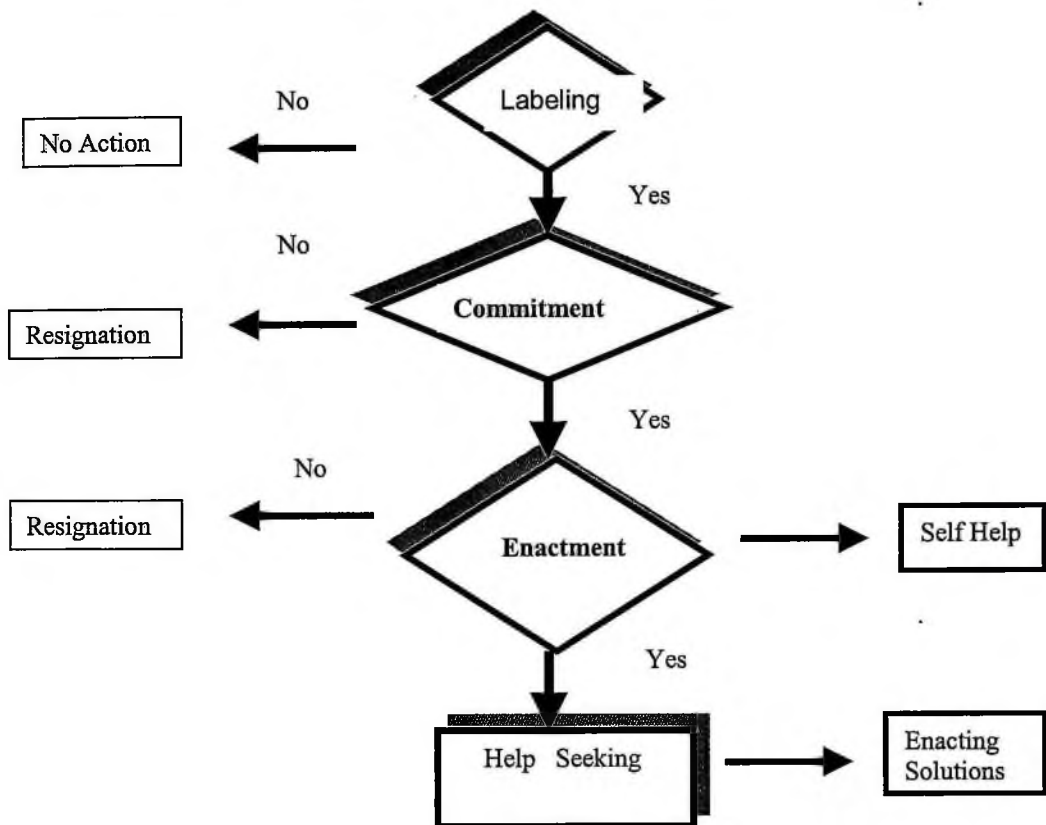 Labeling
No
No Action
Yes
No
Commitment
Resignation
Yes
No
Resignation
Enactment
Self Help
Yes
Help Seeking
Enacting
Solutions